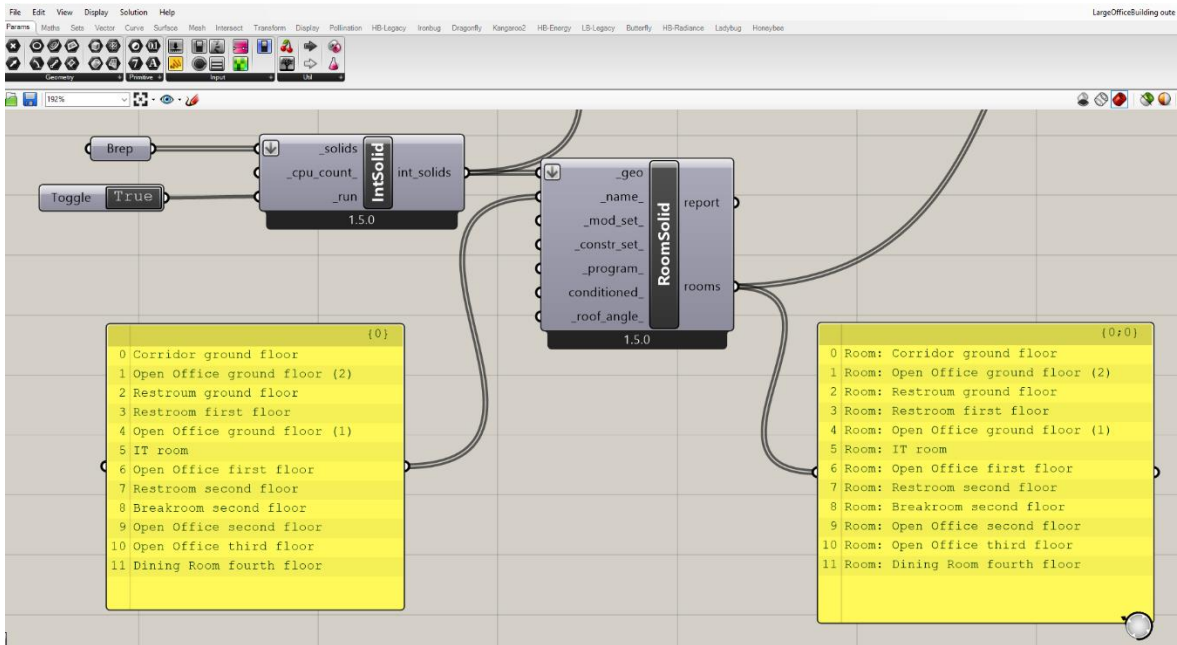 File Edit View Display Solution Help
LargeOfficeBuilding oute
Params Maths Sets Vector Curve Surface Mesh Intersect Transform Display Pollination HB-Legacy Ironbug Dragonfly Kangaroo2 HB-Energy LB-Legacy Butterfly HB-Radiance Ladybug Honeybee
Geometry Primitive Input Util
192%
Brep
Toggle True
_solids
_cpu_count_
_run
IntSolid
int_solids
1.5.0
_geo
_name_
_mod_set_
_constr_set_
_program_
conditioned_
_roof_angle_
RoomSolid
report
rooms
1.5.0
{0}
0 Corridor ground floor
1 Open Office ground floor (2)
2 Restroum ground floor
3 Restroom first floor
4 Open Office ground floor (1)
5 IT room
6 Open Office first floor
7 Restroom second floor
8 Breakroom second floor
9 Open Office second floor
10 Open Office third floor
11 Dining Room fourth floor
{0;0}
0 Room: Corridor ground floor
1 Room: Open Office ground floor (2)
2 Room: Restroum ground floor
3 Room: Restroom first floor
4 Room: Open Office ground floor (1)
5 Room: IT room
6 Room: Open Office first floor
7 Room: Restroom second floor
8 Room: Breakroom second floor
9 Room: Open Office second floor
10 Room: Open Office third floor
11 Room: Dining Room fourth floor